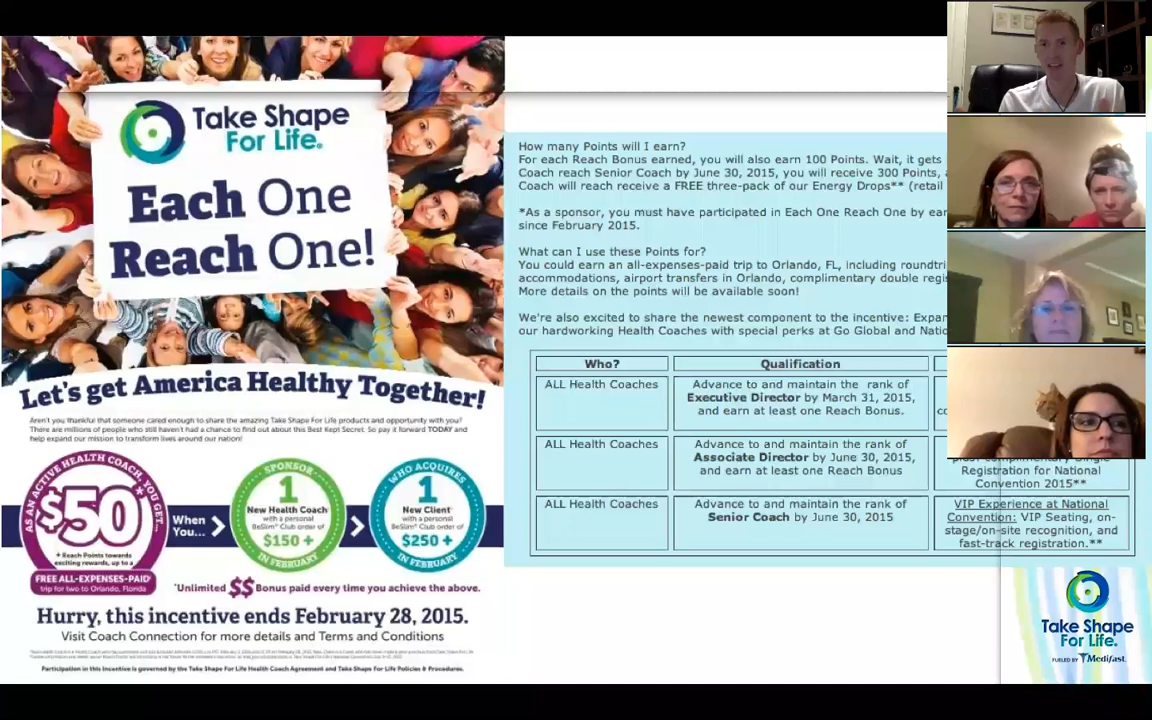 Take Shape
For Life®
Each One
Reach One!
Let's get America Healthy Together!
Aren't you thankful that someone cared enough to share the amazing Take Shape For Life products and opportunity with you?
There are millions of people who still haven't had a chance to find out about this Best Kept Secret. So pay it forward TODAY and
help expand our mission to transform lives around our nation!
AS AN ACTIVE HEALTH COACH, YOU GET...
$50*
+ Reach Points towards
exciting rewards, up to a
FREE ALL-EXPENSES-PAID
trip for two to Orlando, Florida
When
You...
SPONSOR
1
New Health Coach
with a personal
BeSlim® Club order of
$150 +
IN FEBRUARY
WHO ACQUIRES
1
New Client
with a personal
BeSlim® Club order of
$250 +
IN FEBRUARY
*Unlimited $$ Bonus paid every time you achieve the above.
Hurry, this incentive ends February 28, 2015.
Visit Coach Connection for more details and Terms and Conditions
Participation in this Incentive is governed by the Take Shape For Life Health Coach Agreement and Take Shape For Life Policies & Procedures.
How many Points will I earn?
For each Reach Bonus earned, you will also earn 100 Points. Wait, it gets
Coach reach Senior Coach by June 30, 2015, you will receive 300 Points,
Coach will reach receive a FREE three-pack of our Energy Drops** (retail
*As a sponsor, you must have participated in Each One Reach One by
since February 2015.
What can I use these Points for?
You could earn an all-expenses-paid trip to Orlando, FL, including
accommodations, airport transfers in Orlando, complimentary double
More details on the points will be available soon!
We're also excited to share the newest component to the incentive:
our hardworking Health Coaches with special perks at Go Global and
Who?
Qualification
ALL Health Coaches
Advance to and maintain the rank of
Executive Director by March 31, 2015,
and earn at least one Reach Bonus.
ALL Health Coaches
Advance to and maintain the rank of
Associate Director by June 30, 2015,
and earn at least one Reach Bonus
Registration for National
Convention 2015**
ALL Health Coaches
Advance to and maintain the rank of
Senior Coach by June 30, 2015
VIP Experience at National
Convention: VIP Seating, on-
stage/on-site recognition, and
fast-track registration.**
Take Shape
For Life®
FUELED BY Medifast